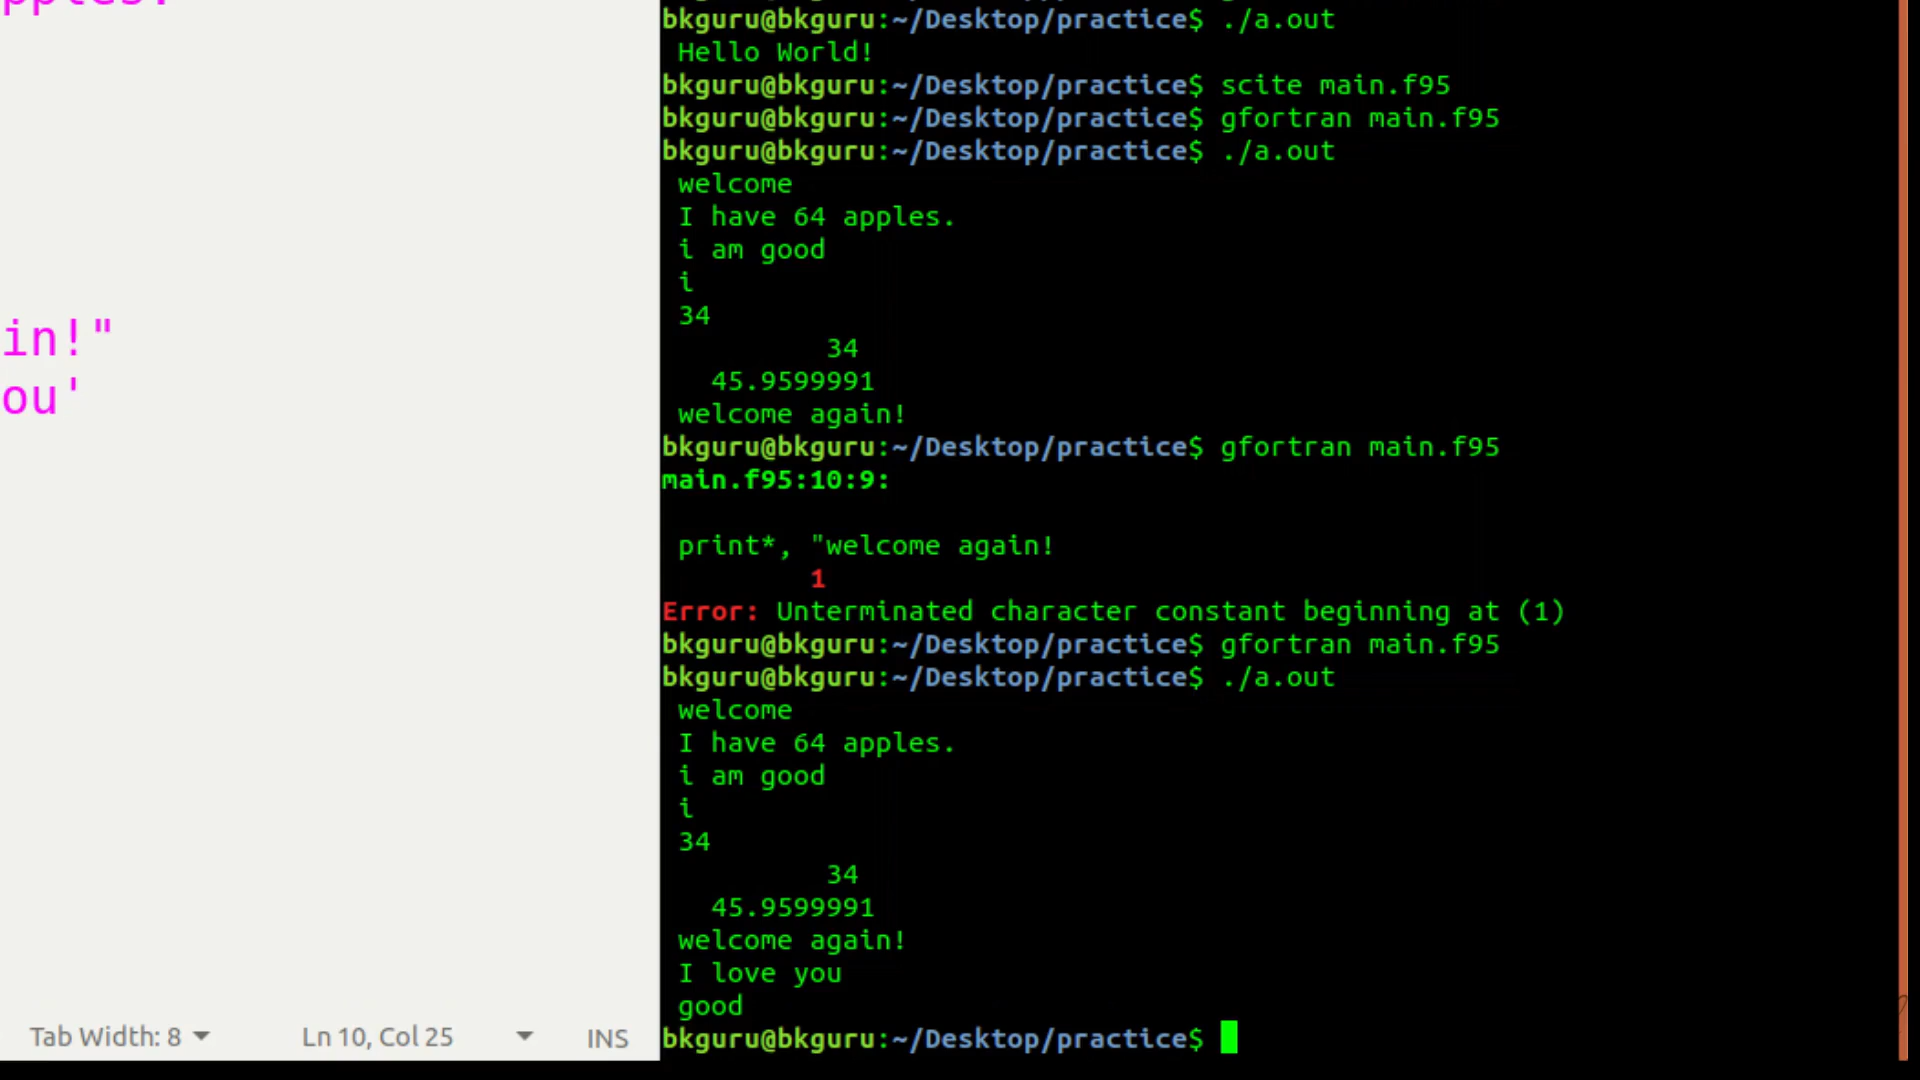 pples.
in!"
ou'
Tab Width: 8
Ln 10, Col 25
INS
bkguru@bkguru:~/Desktop/practice$ ./a.out
Hello World!
bkguru@bkguru:~/Desktop/practice$ scite main.f95
bkguru@bkguru:~/Desktop/practice$ gfortran main.f95
bkguru@bkguru:~/Desktop/practice$ ./a.out
welcome
I have 64 apples.
i am good
i
34
34
45.9599991
welcome again!
bkguru@bkguru:~/Desktop/practice$ gfortran main.f95
main.f95:10:9:
print*, "welcome again!
1
Error: Unterminated character constant beginning at (1)
bkguru@bkguru:~/Desktop/practice$ gfortran main.f95
bkguru@bkguru:~/Desktop/practice$ ./a.out
welcome
I have 64 apples.
i am good
i
34
34
45.9599991
welcome again!
I love you
good
bkguru@bkguru:~/Desktop/practice$